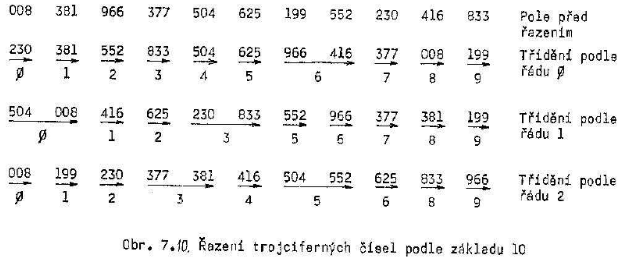 008 381 966 377 504 625 199 552 230 416 833 Pole před
řazením
230 381 552 833 504 625 966 416 377 008 199 Třídění podle
Ø 1 2 3 4 5 6 7 8 9 řádu Ø
504 008 416 625 230 833 552 966 377 381 199 Třídění podle
Ø 1 2 3 5 6 7 8 9 řádu 1
008 199 230 377 381 416 504 552 625 833 966 Třídění podle
Ø 1 2 3 4 5 6 8 9 řádu 2
Obr. 7.10. Řazení trojciferných čísel podle základu 10